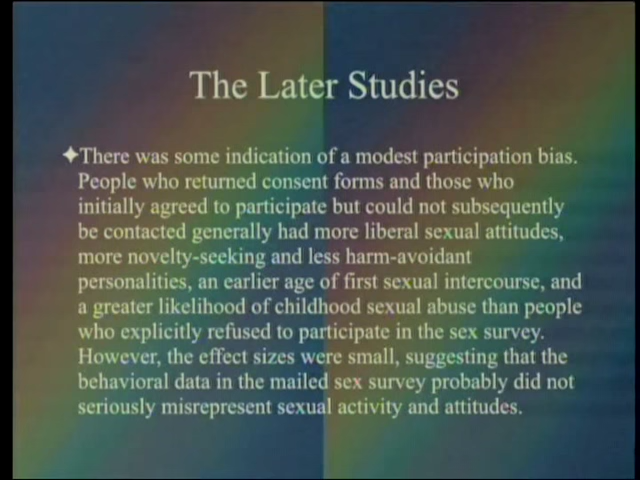 The Later Studies
✦There was some indication of a modest participation bias.
People who returned consent forms and those who
initially agreed to participate but could not subsequently
be contacted generally had more liberal sexual attitudes,
more novelty-seeking and less harm-avoidant
personalities, an earlier age of first sexual intercourse, and
a greater likelihood of childhood sexual abuse than people
who explicitly refused to participate in the sex survey.
However, the effect sizes were small, suggesting that the
behavioral data in the mailed sex survey probably did not
seriously misrepresent sexual activity and attitudes.